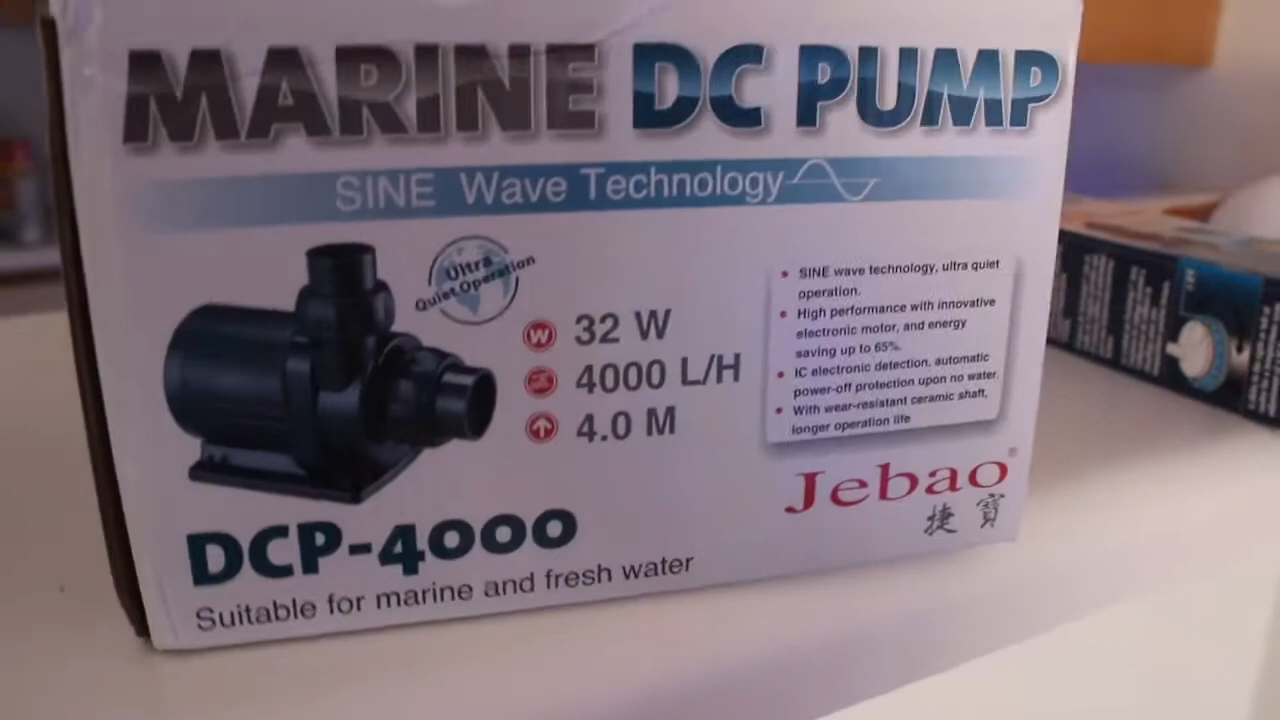 MARINE DC PUMP
SINE Wave Technology
Ultra
Quiet Operation
32 W
4000 L/H
4.0 M
SINE wave technology, ultra quiet
operation.
High performance with innovative
electronic motor, and energy
saving up to 65%.
IC electronic detection, automatic
power-off protection upon no water.
With wear-resistant ceramic shaft,
longer operation life
Jebao®
捷寶
DCP-4000
Suitable for marine and fresh water